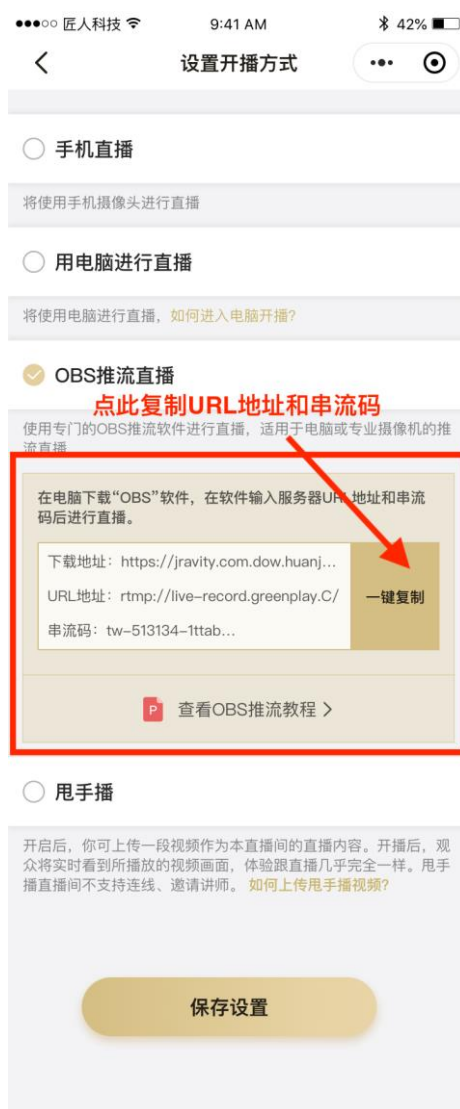 匠人科技 9:41 AM 42%
设置开播方式
手机直播
将使用手机摄像头进行直播
用电脑进行直播
将使用电脑进行直播，如何进入电脑开播?
OBS推流直播
点此复制URL地址和串流码
使用专门的OBS推流软件进行直播，适用于电脑或专业摄像机的推
流直播
在电脑下载“OBS”软件，在软件输入服务器URL地址和串流
码后进行直播。
下载地址：https://jravity.com.dow.huanj...
URL地址：rtmp://live-record.greenplay.C/
一键复制
串流码：tw-513134-1ttab...
P 查看OBS推流教程
甩手播
开启后，你可上传一段视频作为本直播间的直播内容。开播后，观
众将实时看到所播放的视频画面，体验跟直播几乎完全一样。甩手
播直播间不支持连线、邀请讲师。 如何上传甩手播视频?
保存设置